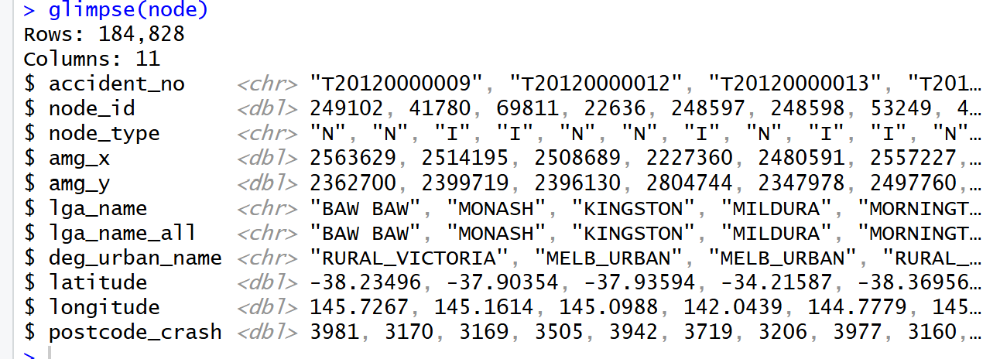 > glimpse(node)
Rows: 184,828
Columns: 11
$ accident_no <chr> "T20120000009", "T20120000012", "T20120000013", "T201…
$ node_id <dbl> 249102, 41780, 69811, 22636, 248597, 248598, 53249, 4…
$ node_type <chr> "N", "N", "I", "I", "N", "N", "I", "N", "I", "I", "N"…
$ amg_x <dbl> 2563629, 2514195, 2508689, 2227360, 2480591, 2557227,…
$ amg_y <dbl> 2362700, 2399719, 2396130, 2804744, 2347978, 2497760,…
$ lga_name <chr> "BAW BAW", "MONASH", "KINGSTON", "MILDURA", "MORNINGT…
$ lga_name_all <chr> "BAW BAW", "MONASH", "KINGSTON", "MILDURA", "MORNINGT…
$ deg_urban_name <chr> "RURAL_VICTORIA", "MELB_URBAN", "MELB_URBAN", "RURAL_…
$ latitude <dbl> -38.23496, -37.90354, -37.93594, -34.21587, -38.36956…
$ longitude <dbl> 145.7267, 145.1614, 145.0988, 142.0439, 144.7779, 145…
$ postcode_crash <dbl> 3981, 3170, 3169, 3505, 3942, 3719, 3206, 3977, 3160,…
>